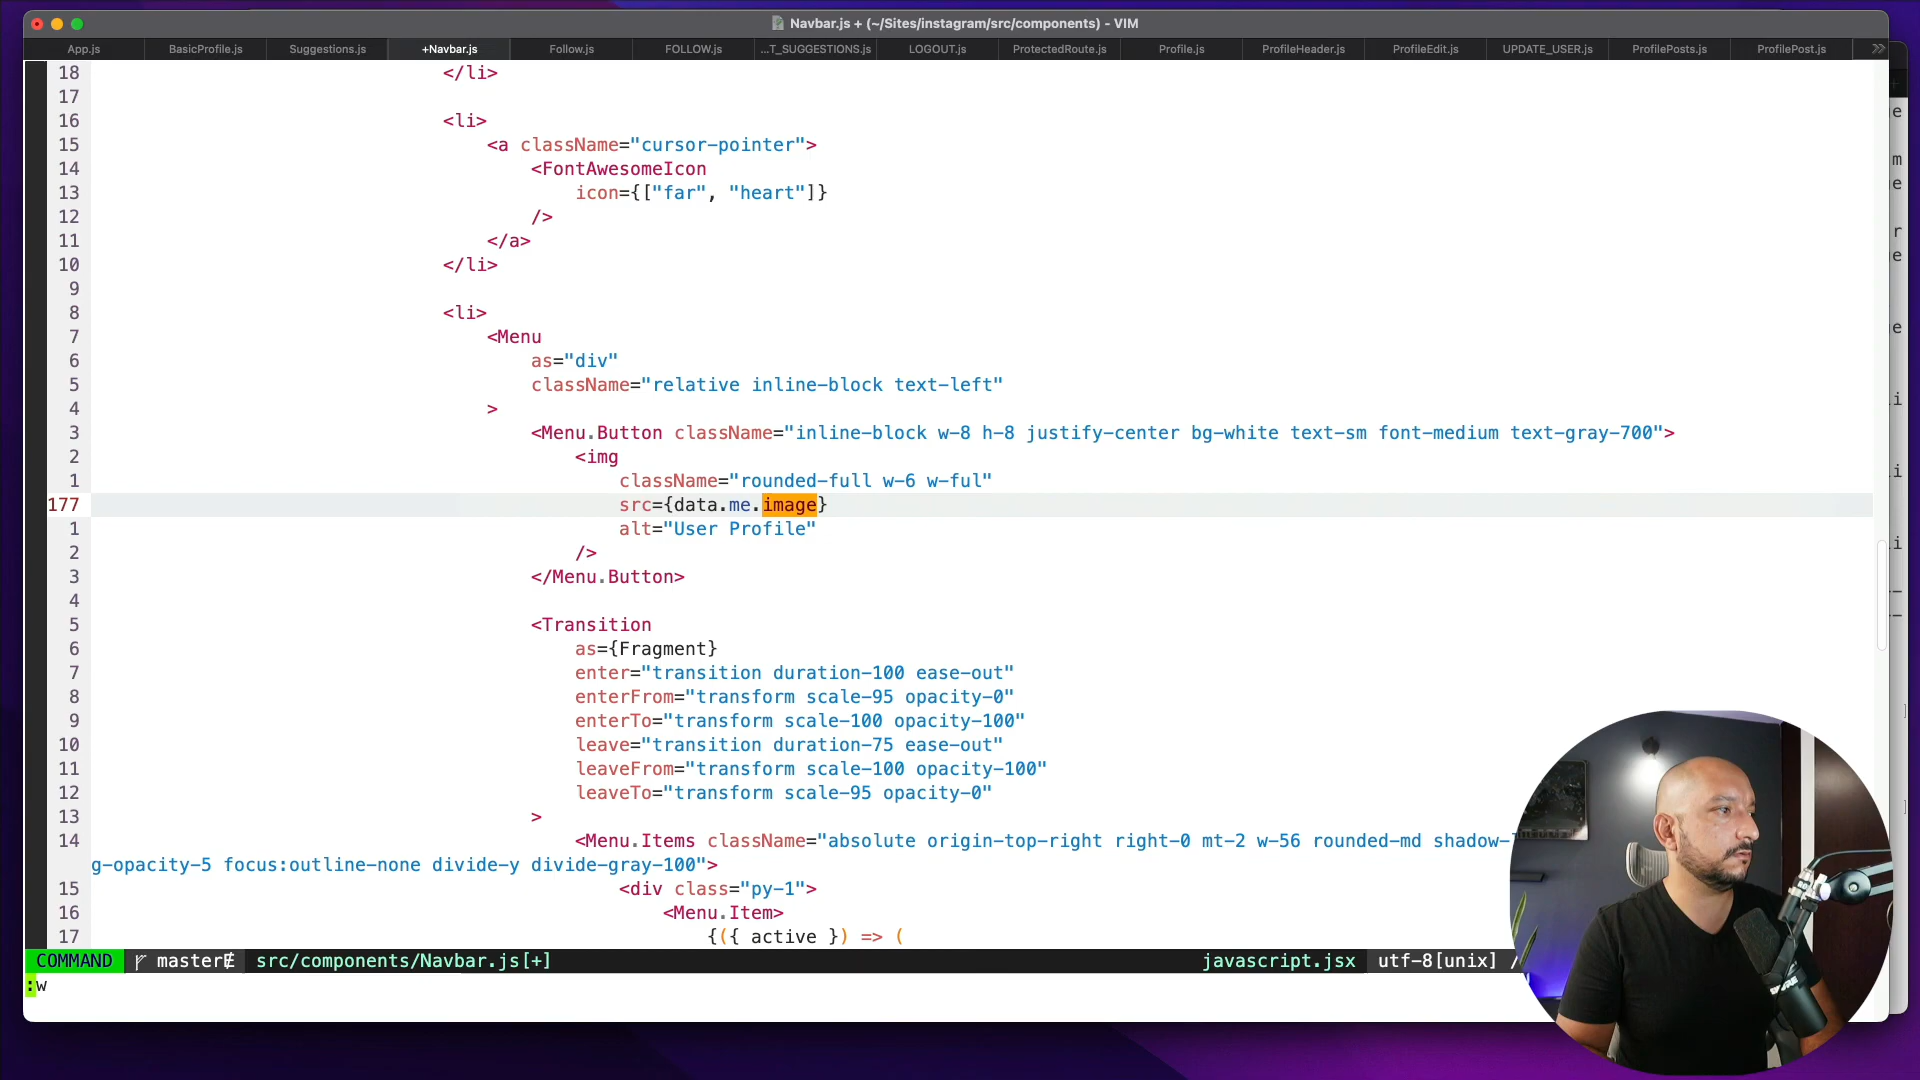 Navbar.js + (~/Sites/instagram/src/components) - VIM
App.js BasicProfile.js Suggestions.js +Navbar.js Follow.js FOLLOW.js ...T_SUGGESTIONS.js LOGOUT.js ProtectedRoute.js Profile.js ProfileHeader.js ProfileEdit.js UPDATE_USER.js ProfilePosts.js ProfilePost.js
18 </li>
17
16 <li>
15 <a className="cursor-pointer">
14 <FontAwesomeIcon
13 icon={["far", "heart"]}
12 />
11 </a>
10 </li>
9
8 <li>
7 <Menu
6 as="div"
5 className="relative inline-block text-left"
4 >
3 <Menu.Button className="inline-block w-8 h-8 justify-center bg-white text-sm font-medium text-gray-700">
2 <img
1 className="rounded-full w-6 w-ful"
177 src={data.me.image}
1 alt="User Profile"
2 />
3 </Menu.Button>
4
5 <Transition
6 as={Fragment}
7 enter="transition duration-100 ease-out"
8 enterFrom="transform scale-95 opacity-0"
9 enterTo="transform scale-100 opacity-100"
10 leave="transition duration-75 ease-out"
11 leaveFrom="transform scale-100 opacity-100"
12 leaveTo="transform scale-95 opacity-0"
13 >
14 <Menu.Items className="absolute origin-top-right right-0 mt-2 w-56 rounded-md shadow-
g-opacity-5 focus:outline-none divide-y divide-gray-100">
15 <div class="py-1">
16 <Menu.Item>
17 {({ active }) => (
COMMAND master src/components/Navbar.js[+] javascript.jsx utf-8[unix]
:w